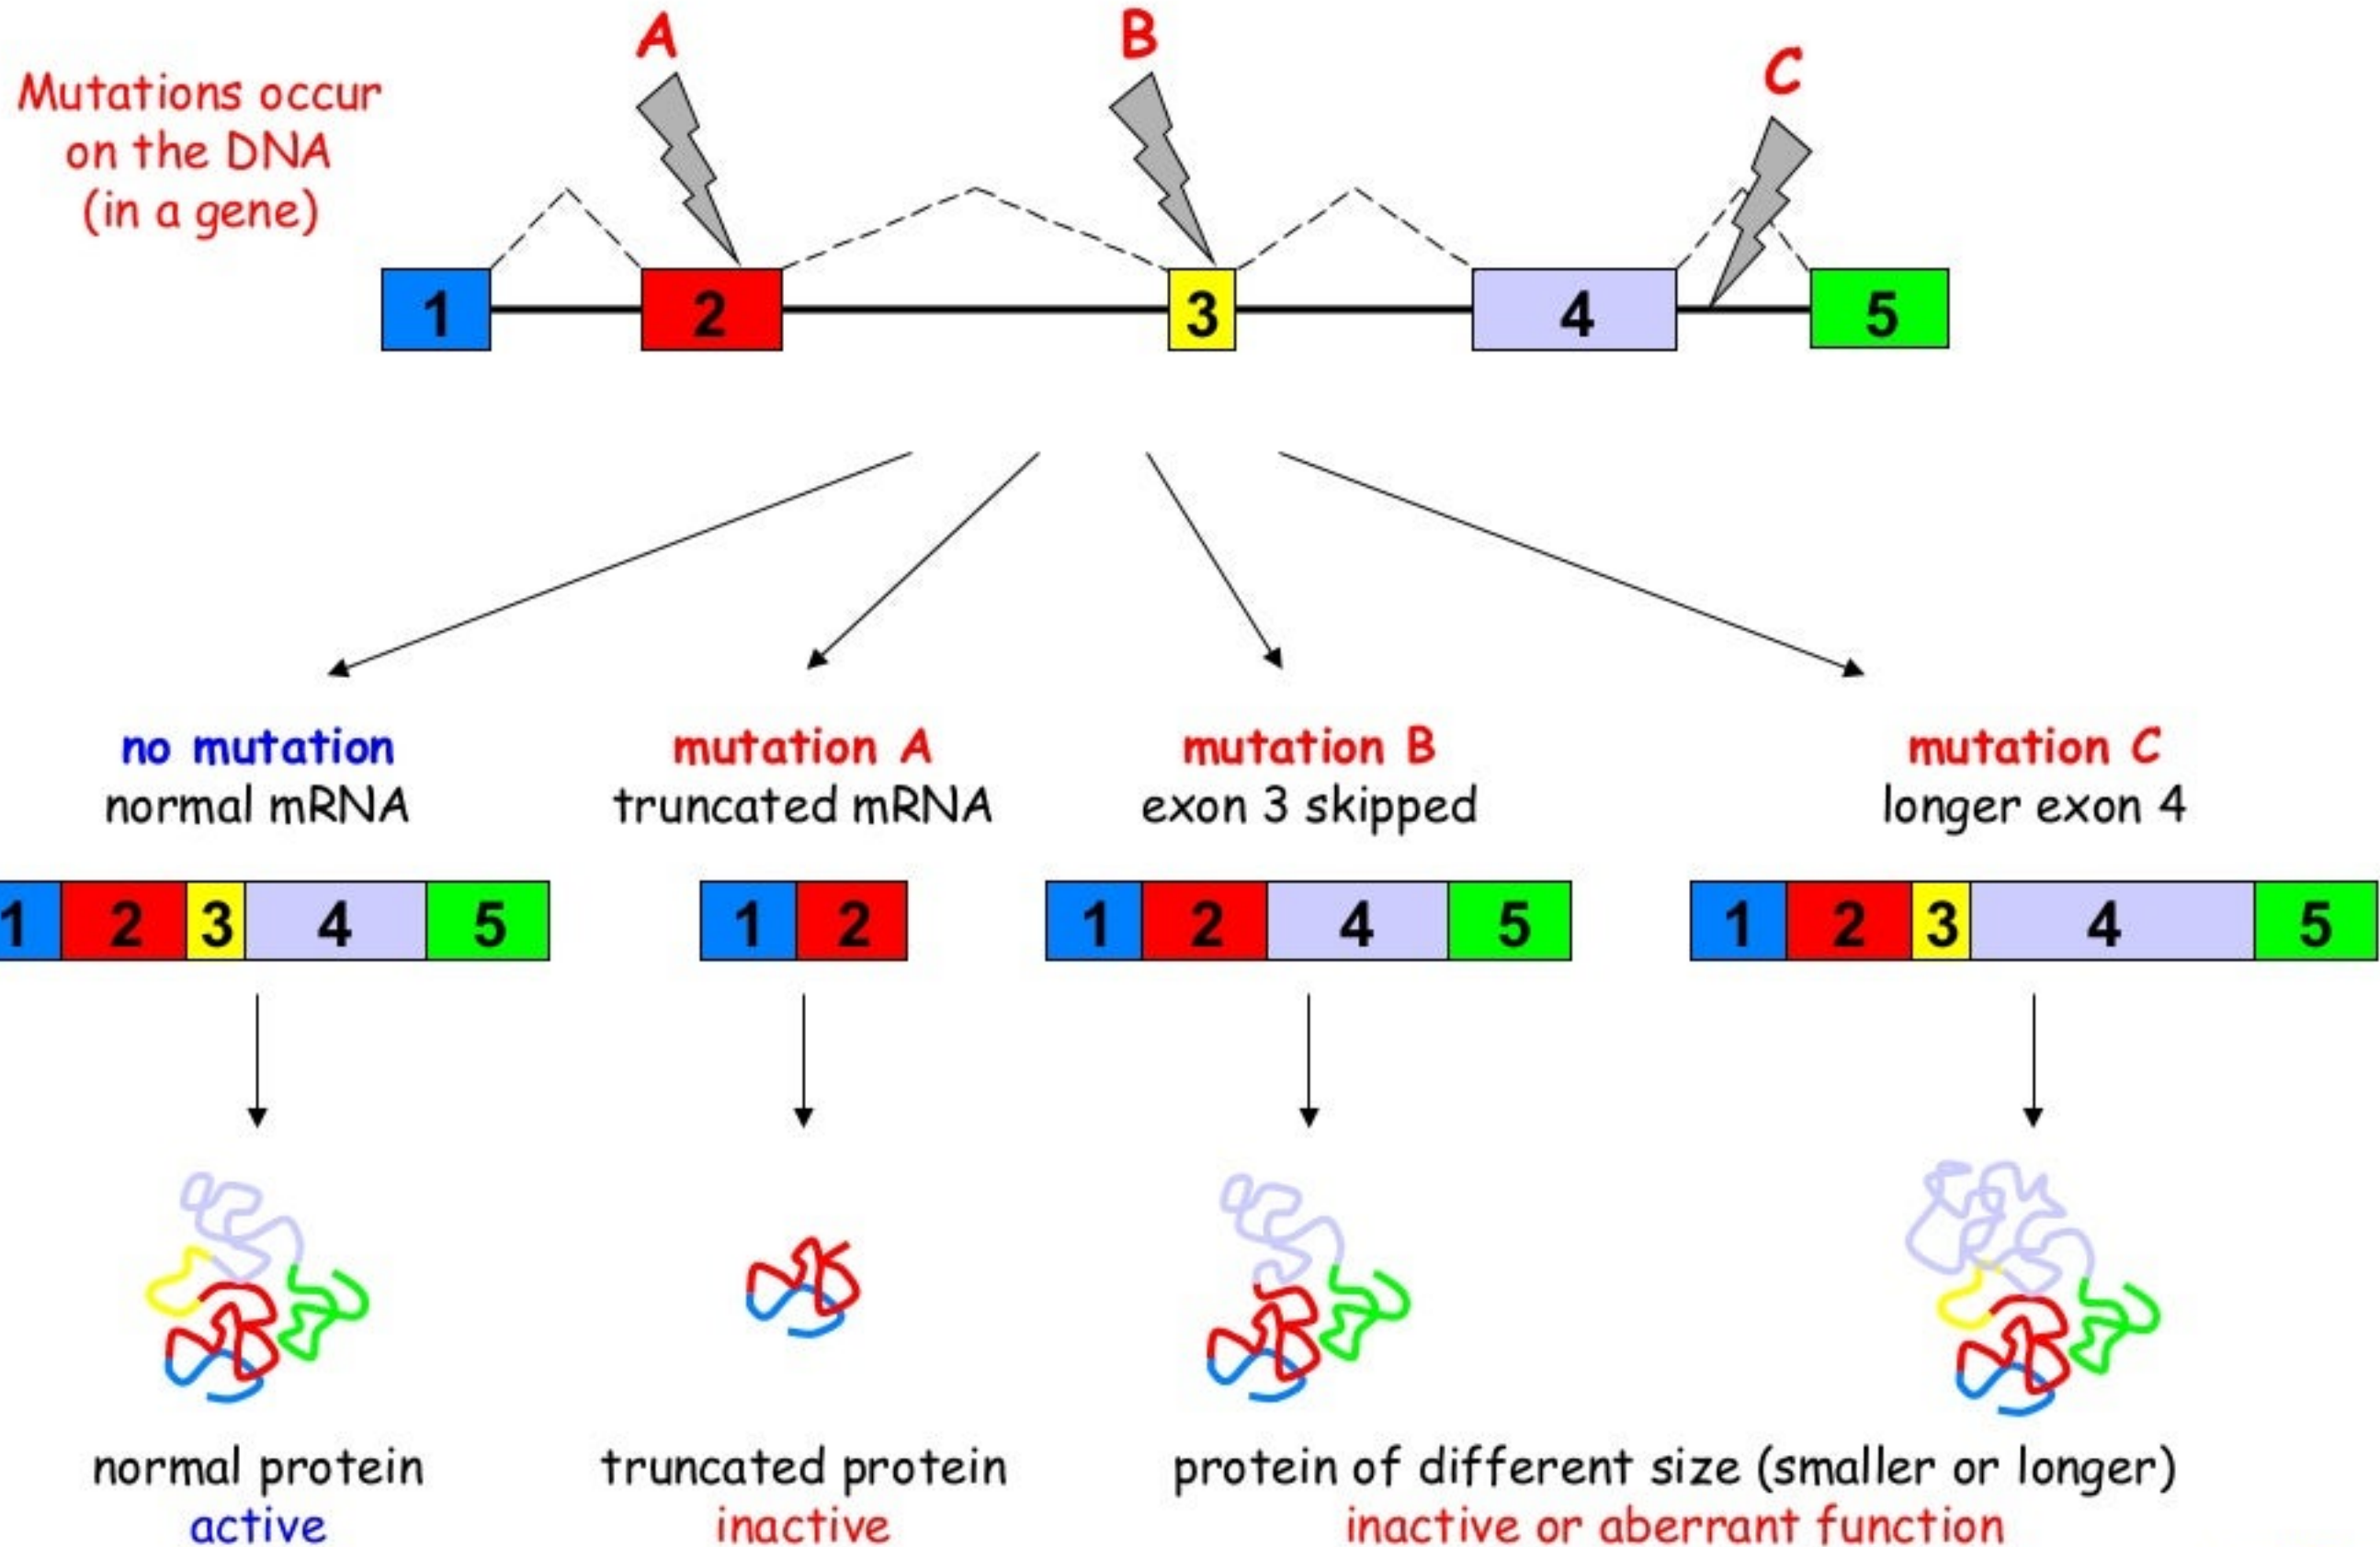 A
B
C
Mutations occur
on the DNA
(in a gene)
1
2
3
4
5
no mutation
normal mRNA
mutation A
truncated mRNA
mutation B
exon 3 skipped
mutation C
longer exon 4
1 2 3 4 5
1 2
1 2 4 5
1 2 3 4 5
normal protein
active
truncated protein
inactive
protein of different size (smaller or longer)
inactive or aberrant function